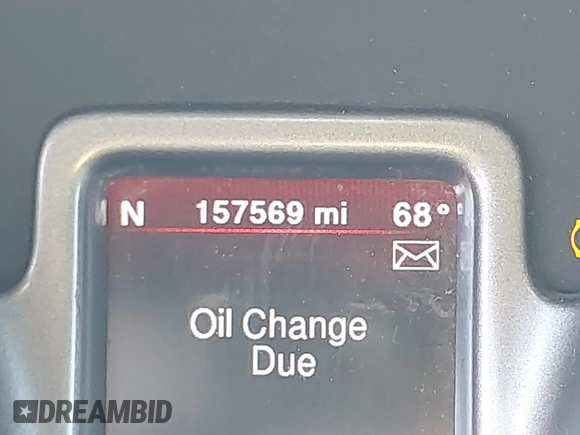 N 157569 mi 68°
Oil Change
Due
DREAMBID